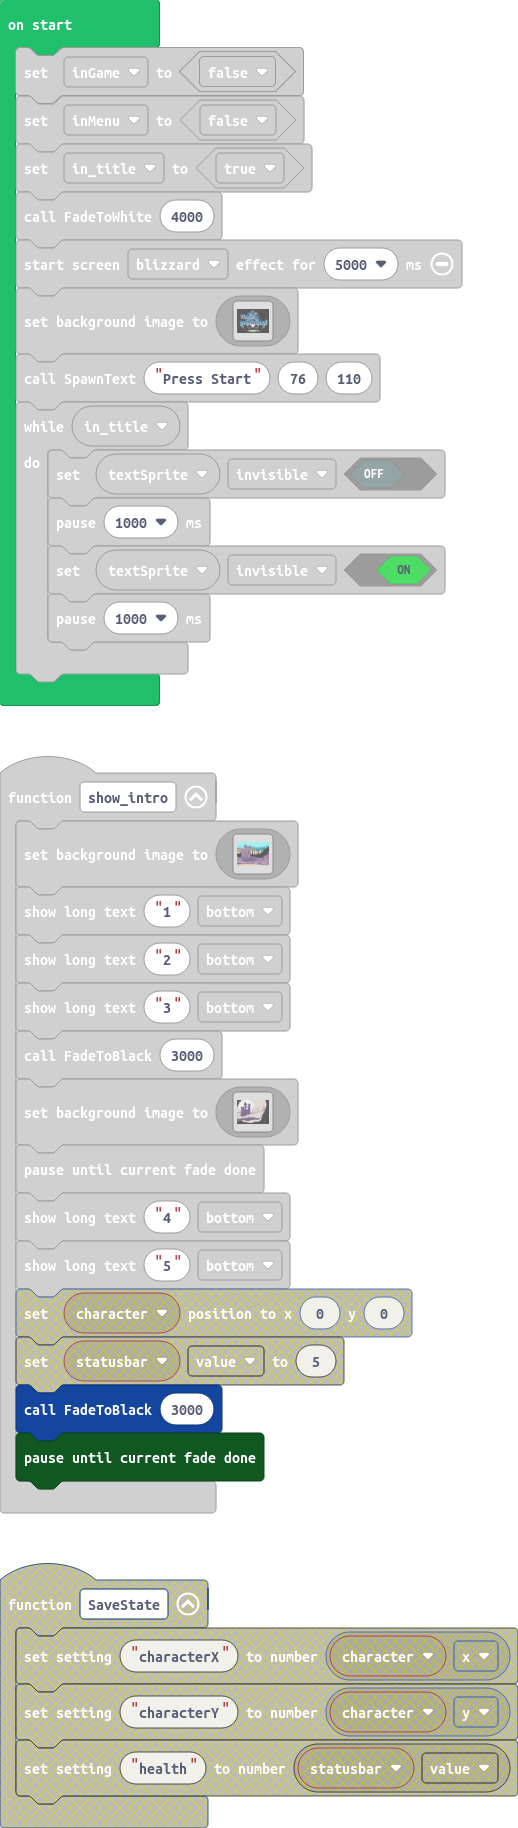 on start
set inGame to false
set inMenu to false
set in_title to true
call FadeToWhite 4000
start screen blizzard effect for 5000 ms
set background image to
call SpawnText "Press Start" 76 110
while in_title
do set textSprite invisible OFF
pause 1000 ms
set textSprite invisible ON
pause 1000 ms
function show_intro
set background image to
show long text "1" bottom
show long text "2" bottom
show long text "3" bottom
call FadeToBlack 3000
set background image to
pause until current fade done
show long text "4" bottom
show long text "5" bottom
set character position to x 0 y 0
set statusbar value to 5
call FadeToBlack 3000
pause until current fade done
function SaveState
set setting "characterX" to number character x
set setting "characterY" to number character y
set setting "health" to number statusbar value